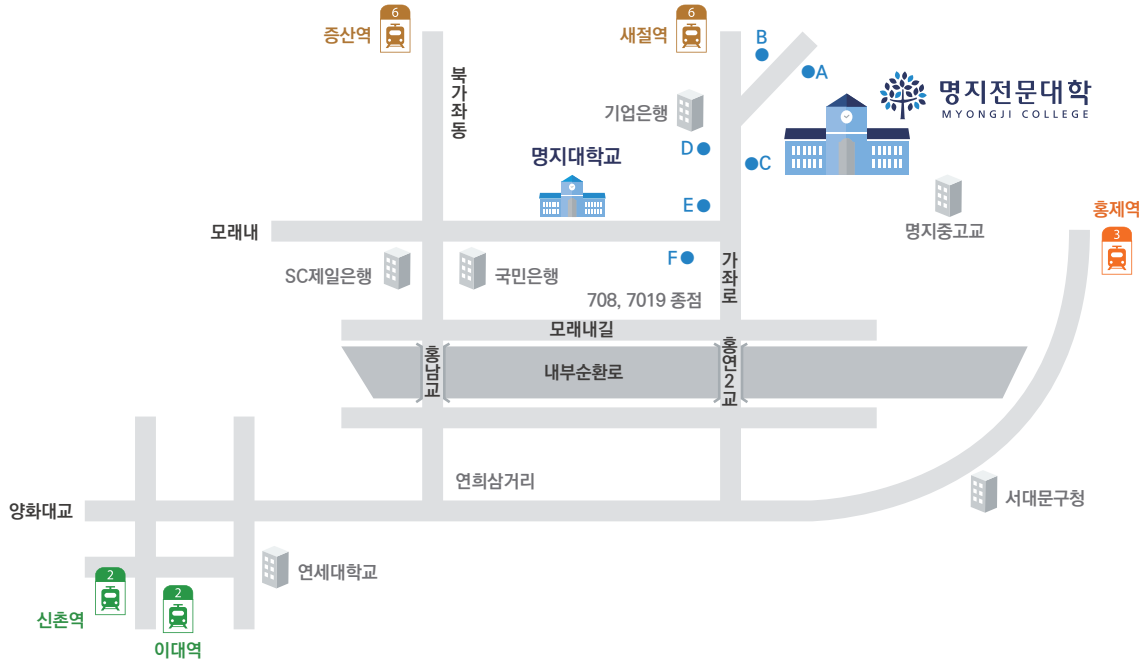 6
증산역
6
새절역
B
A
북가좌동
기업은행
명지전문대학
MYONGJI COLLEGE
명지대학교
D
C
E
명지중고교
홍제역
3
모래내
SC제일은행
국민은행
F
가좌로
708, 7019 종점
모래내길
홍남교
내부순환로
홍연2교
연희삼거리
양화대교
서대문구청
연세대학교
2
신촌역
2
이대역